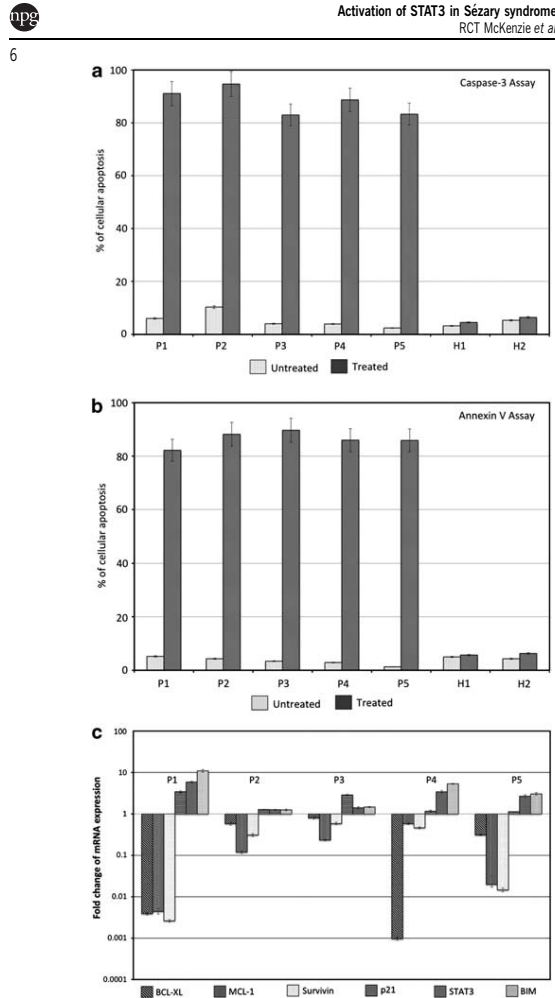 npg
Activation of STAT3 in Sézary syndrome
RCT McKenzie et al
6
a
Caspase-3 Assay
% of cellular apoptosis
100
80
60
40
20
0
P1 P2 P3 P4 P5 H1 H2
Untreated Treated
b
Annexin V Assay
% of cellular apoptosis
100
80
60
40
20
0
P1 P2 P3 P4 P5 H1 H2
Untreated Treated
c
Fold change of mRNA expression
100
10
1
0.1
0.01
0.001
0.0001
P1 P2 P3 P4 P5
BCL-XL MCL-1 Survivin p21 STAT3 BIM